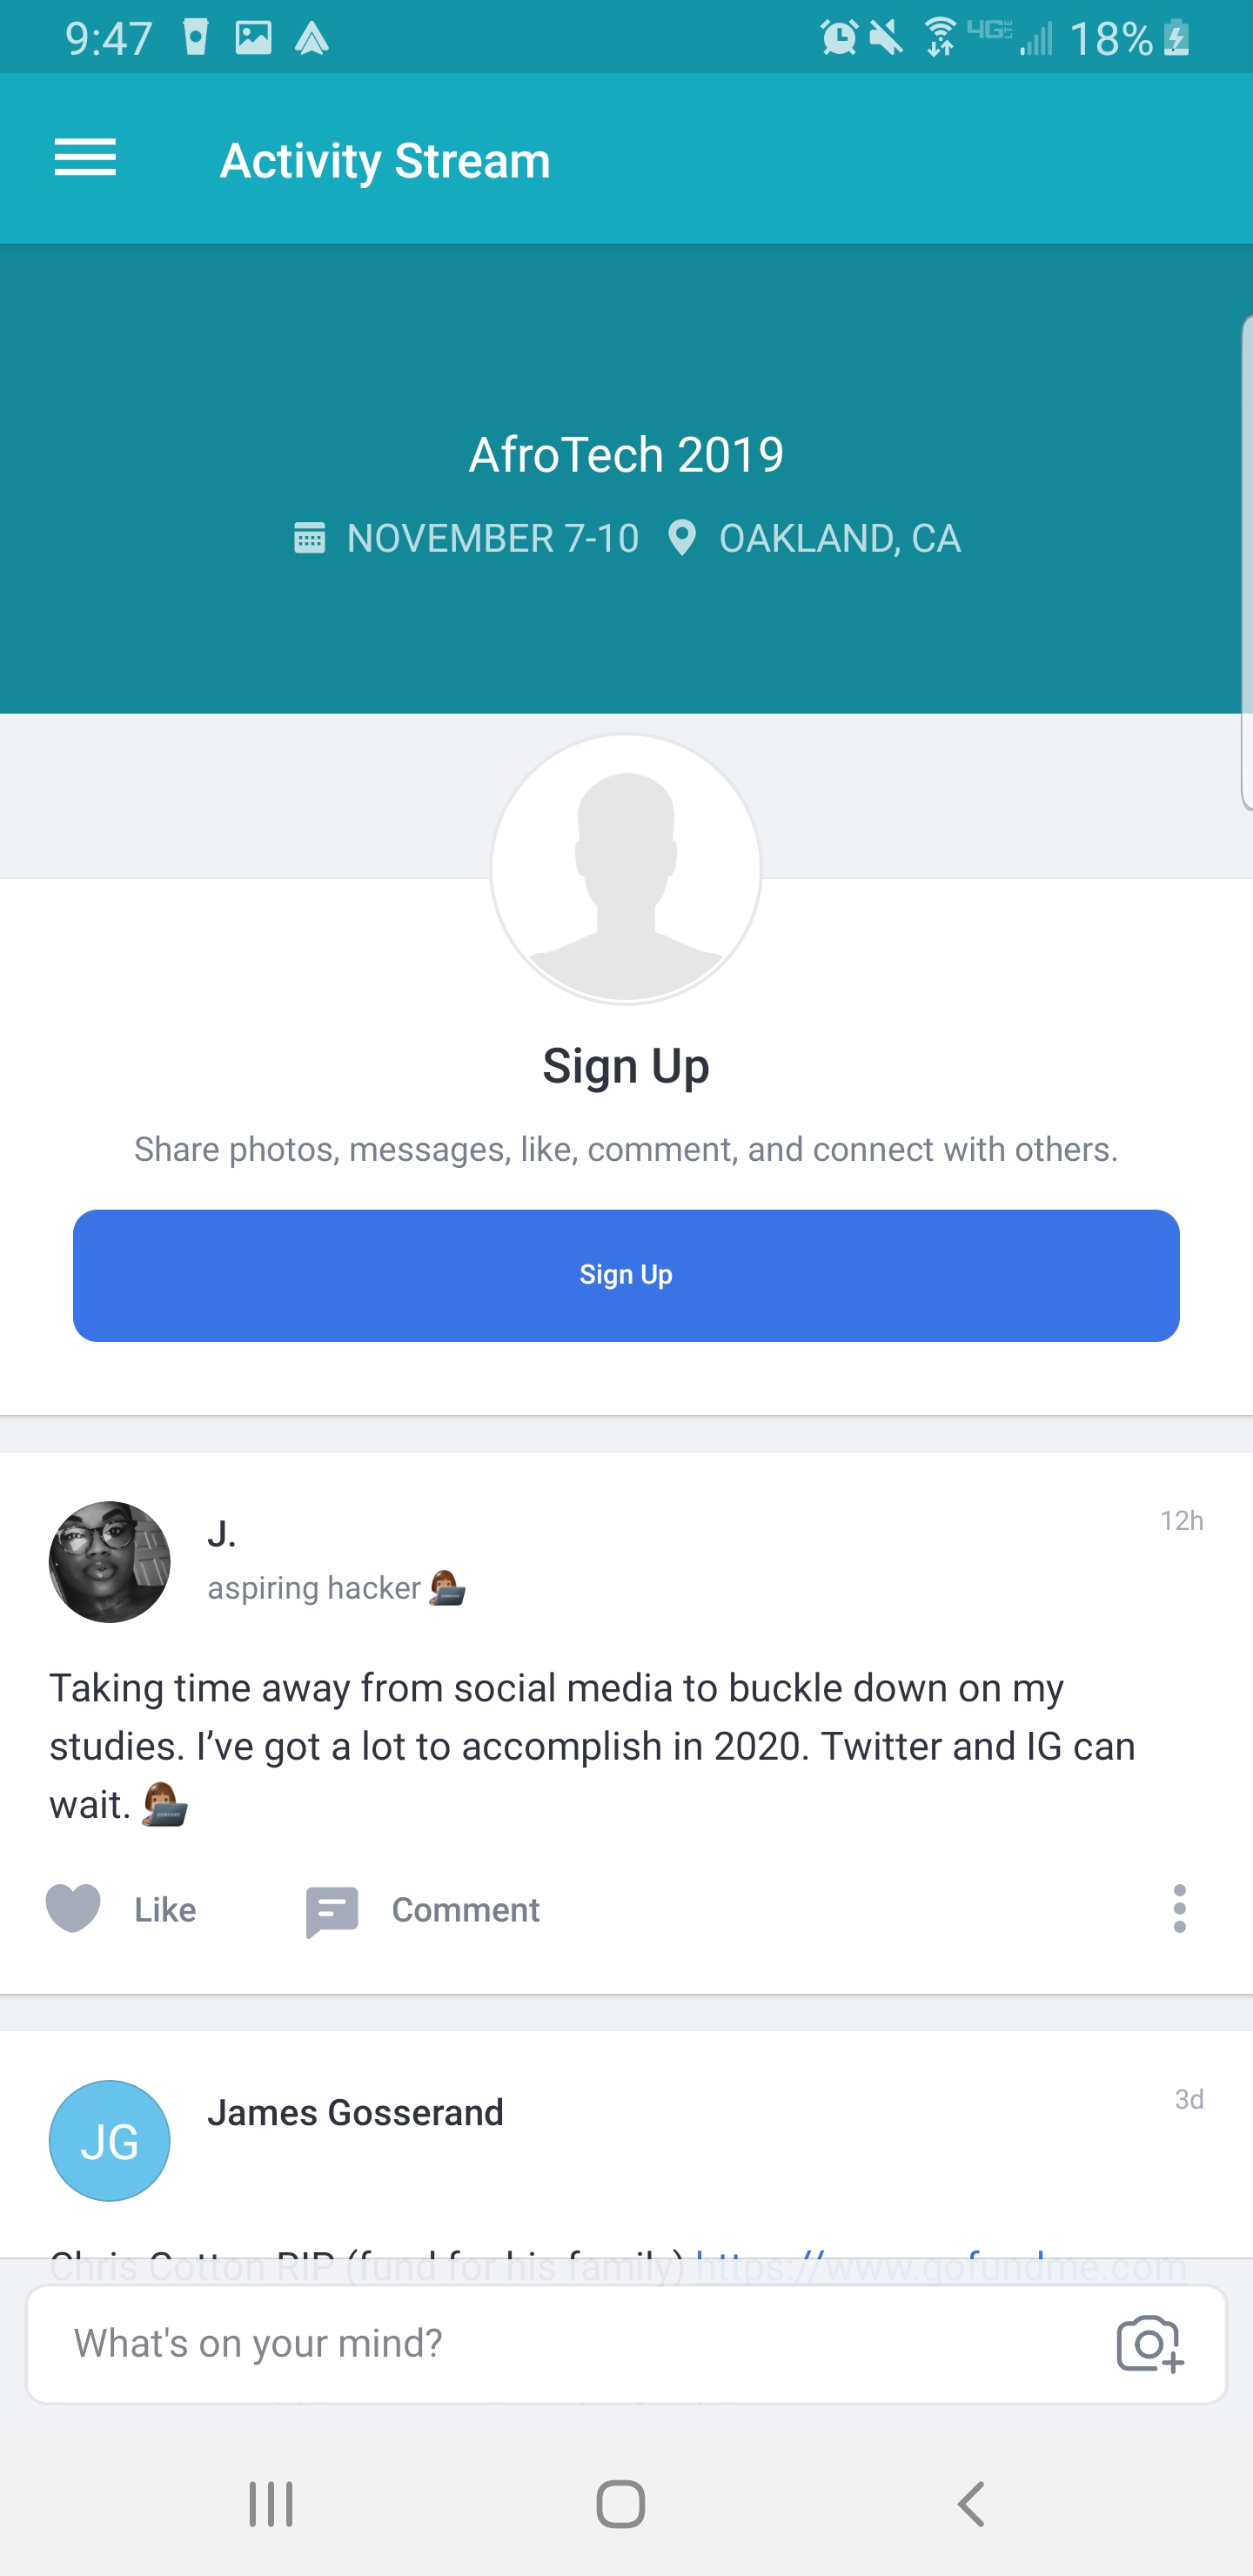 9:47 4G LTE 18%
Activity Stream
AfroTech 2019
NOVEMBER 7-10 OAKLAND, CA
Sign Up
Share photos, messages, like, comment, and connect with others.
Sign Up
J. 12h
aspiring hacker
Taking time away from social media to buckle down on my
studies. I’ve got a lot to accomplish in 2020. Twitter and IG can
wait.
Like Comment
JG James Gosserand 3d
Chris Cotton RIP (fund for his family) https://www.gofundme.com
What's on your mind?